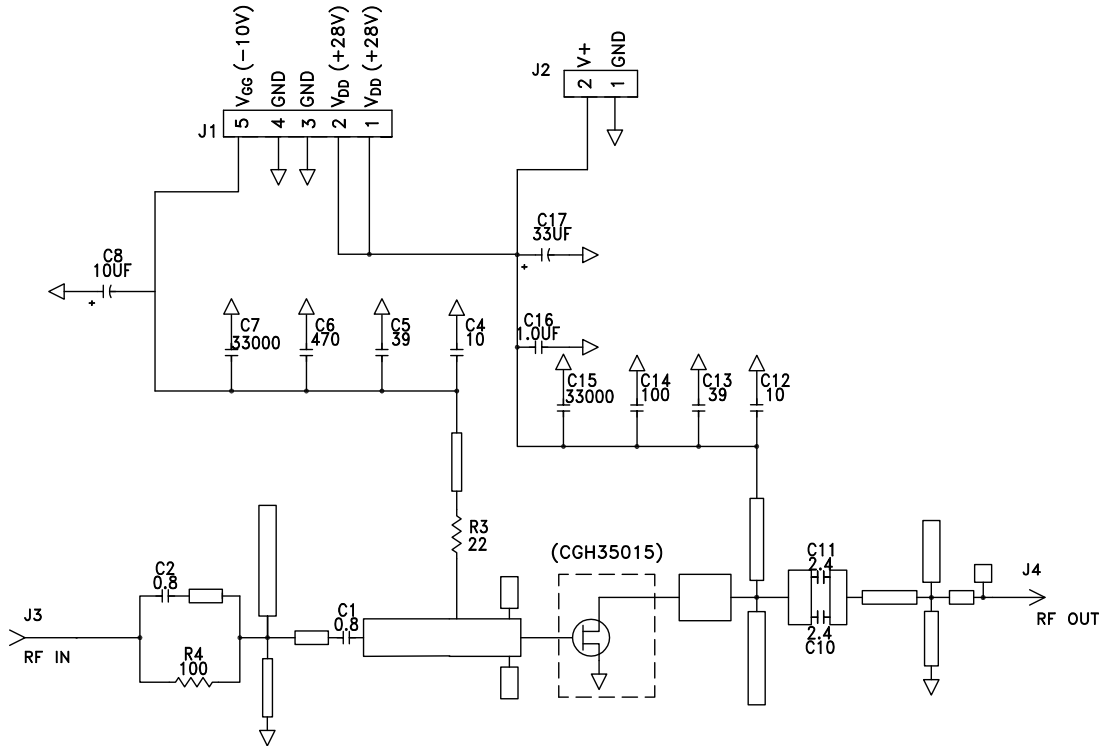 VGG (-10V)
GND
GND
VDD (+28V)
VDD (+28V)
J1
5
4
3
2
1
V+
GND
J2
2
1
C8
10UF
C17
33UF
+
+
C7
33000
C6
470
C5
39
C4
10
C16
1.0UF
C15
33000
C14
100
C13
39
C12
10
R3
22
(CGH35015)
C11
2.4
2.4
C10
J4
RF OUT
C2
0.8
J3
RF IN
R4
100
C1
0.8